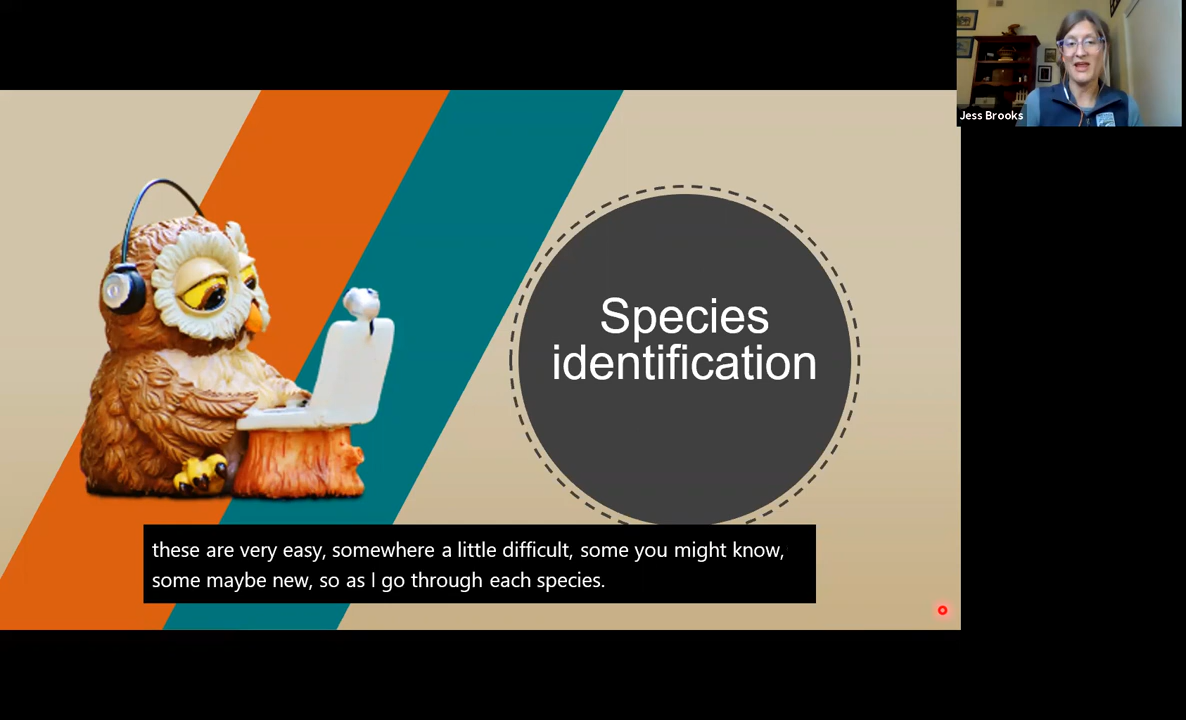 Jess Brooks
Species
identification
these are very easy, somewhere a little difficult, some you might know,
some maybe new, so as I go through each species.